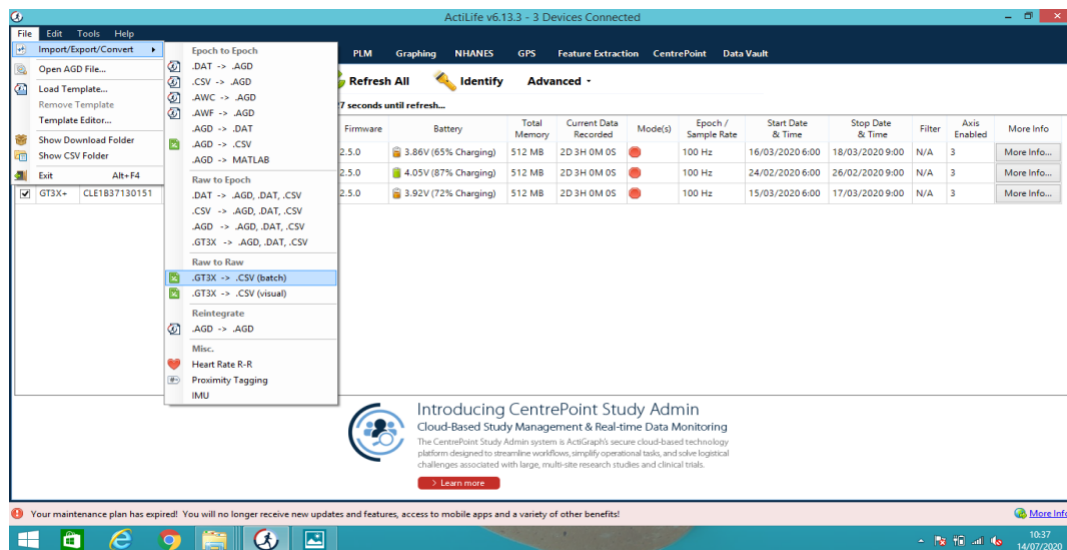 ActiLife v6.13.3 - 3 Devices Connected
File Edit Tools Help
Import/Export/Convert
Open AGD File...
Load Template...
Remove Template
Template Editor...
Show Download Folder
Show CSV Folder
Exit Alt+F4
Epoch to Epoch
.DAT -> .AGD
.CSV -> .AGD
.AWC -> .AGD
.AWF -> .AGD
.AGD -> .DAT
.AGD -> .CSV
.AGD -> MATLAB
Raw to Epoch
.DAT -> .AGD, .DAT, .CSV
.CSV -> .AGD, .DAT, .CSV
.AGD -> .AGD, .DAT, .CSV
.GT3X -> .AGD, .DAT, .CSV
Raw to Raw
.GT3X -> .CSV (batch)
.GT3X -> .CSV (visual)
Reintegrate
.AGD -> .AGD
Misc.
Heart Rate R-R
Proximity Tagging
IMU
PLM Graphing NHANES GPS Feature Extraction CentrePoint Data Vault
Refresh All Identify Advanced
27 seconds until refresh...
Firmware Battery Total Memory Current Data Recorded Mode(s) Epoch / Sample Rate Start Date & Time Stop Date & Time Filter Axis Enabled More Info
2.5.0 3.86V (65% Charging) 512 MB 2D 3H 0M 0S 100 Hz 16/03/2020 6:00 18/03/2020 9:00 N/A 3 More Info...
2.5.0 4.05V (87% Charging) 512 MB 2D 3H 0M 0S 100 Hz 24/02/2020 6:00 26/02/2020 9:00 N/A 3 More Info...
GT3X+ CLE1B37130151 2.5.0 3.92V (72% Charging) 512 MB 2D 3H 0M 0S 100 Hz 15/03/2020 6:00 17/03/2020 9:00 N/A 3 More Info...
Introducing CentrePoint Study Admin
Cloud-Based Study Management & Real-time Data Monitoring
The CentrePoint Study Admin system is ActiGraph's secure cloud-based technology
platform designed to streamline workflows, simplify operational tasks, and solve logistical
challenges associated with large, multi-site research studies and clinical trials.
> Learn more
Your maintenance plan has expired! You will no longer receive new updates and features, access to mobile apps and a variety of other benefits!
More Info
10:37
14/07/2020